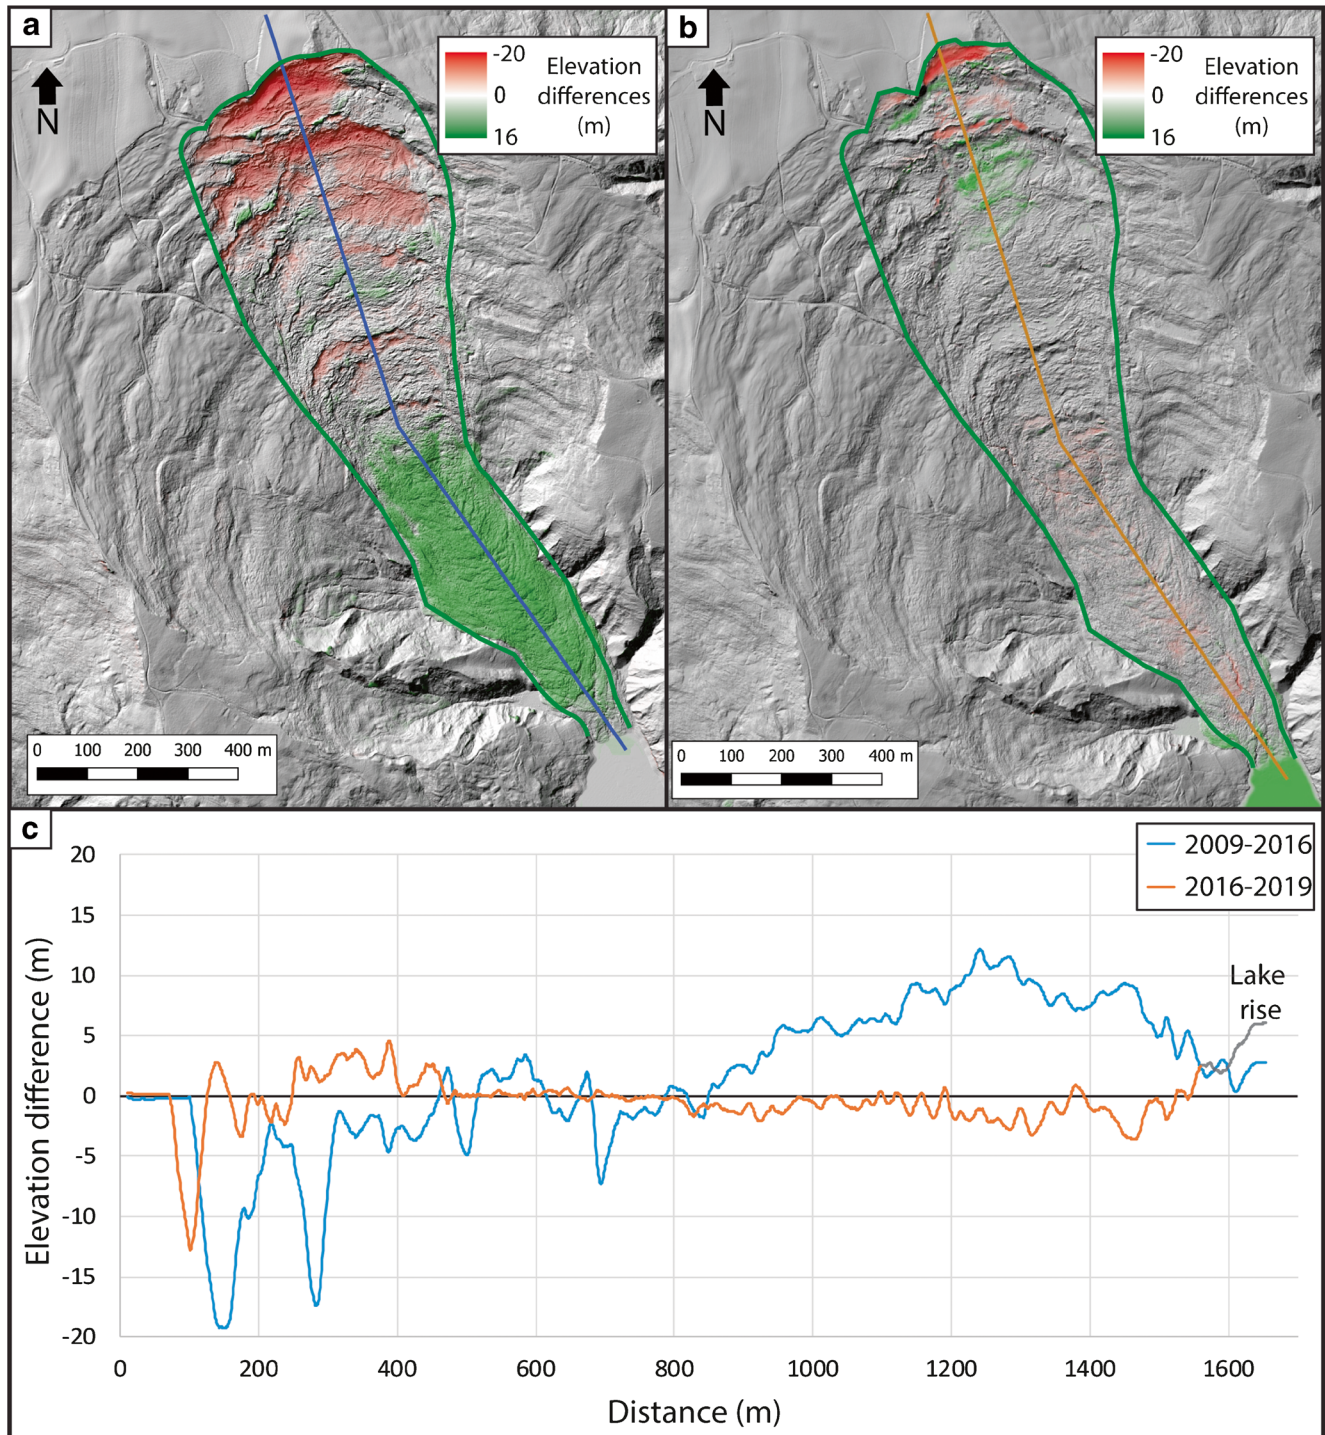 a
N
-20
0
16
Elevation
differences
(m)
0 100 200 300 400 m
b
N
-20
0
16
Elevation
differences
(m)
0 100 200 300 400 m
c
2009-2016
2016-2019
Lake
rise
Elevation difference (m)
20
15
10
5
0
-5
-10
-15
-20
0 200 400 600 800 1000 1200 1400 1600
Distance (m)